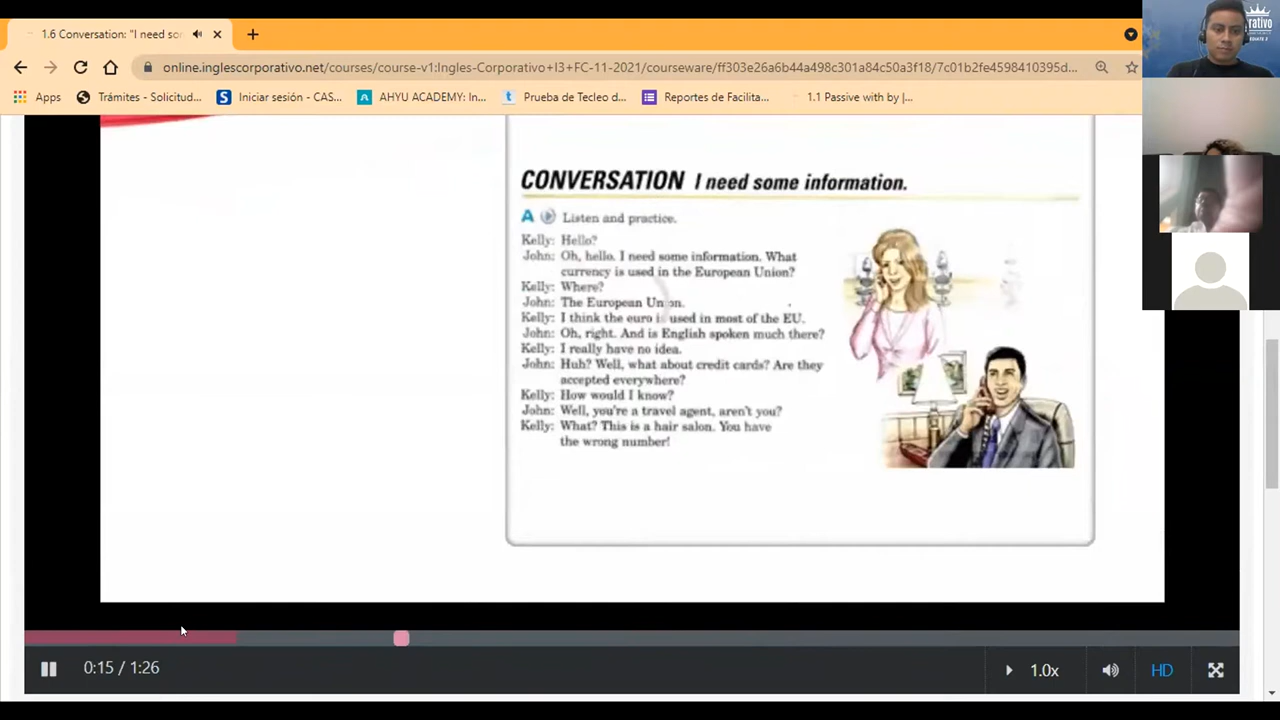 1.6 Conversation: "I need sor
online.inglescorporativo.net/courses/course-v1:Ingles-Corporativo+I3+FC-11-2021/courseware/ff303e26a6b44a498c301a84c50a3f18/7c01b2fe4598410395d...
Apps Trámites - Solicitud... Iniciar sesión - CAS... AHYU ACADEMY: In... Prueba de Tecleo d... Reportes de Facilita... 1.1 Passive with by |...
rativo
CONVERSATION I need some information.
A Listen and practice.
Kelly: Hello?
John: Oh, hello. I need some information. What
currency is used in the European Union?
Kelly: Where?
John: The European Union.
Kelly: I think the euro is used in most of the EU.
John: Oh, right. And is English spoken much there?
Kelly: I really have no idea.
John: Huh? Well, what about credit cards? Are they
accepted everywhere?
Kelly: How would I know?
John: Well, you're a travel agent, aren't you?
Kelly: What? This is a hair salon. You have
the wrong number!
0:15 / 1:26
1.0x
HD